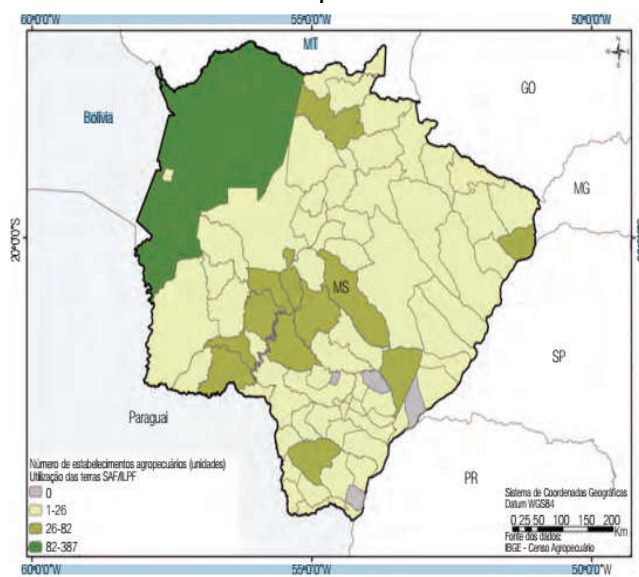 60°0'0"W 55°0'0"W 50°0'0"W
MT
GO
Bolívia
MG
20°0'S
20°0'S
MS
SP
Paraguai
PR
Número de estabelecimentos agropecuários (unidades)
Utilização das terras SAF/ILPF
0
1-26
26-82
82-387
Sistema de Coordenadas Geográficas
Datum WGS84
0 25 50 100 150 200
Km
Fonte dos dados:
IBGE - Censo Agropecuário
60°0'0"W 55°0'0"W 50°0'0"W